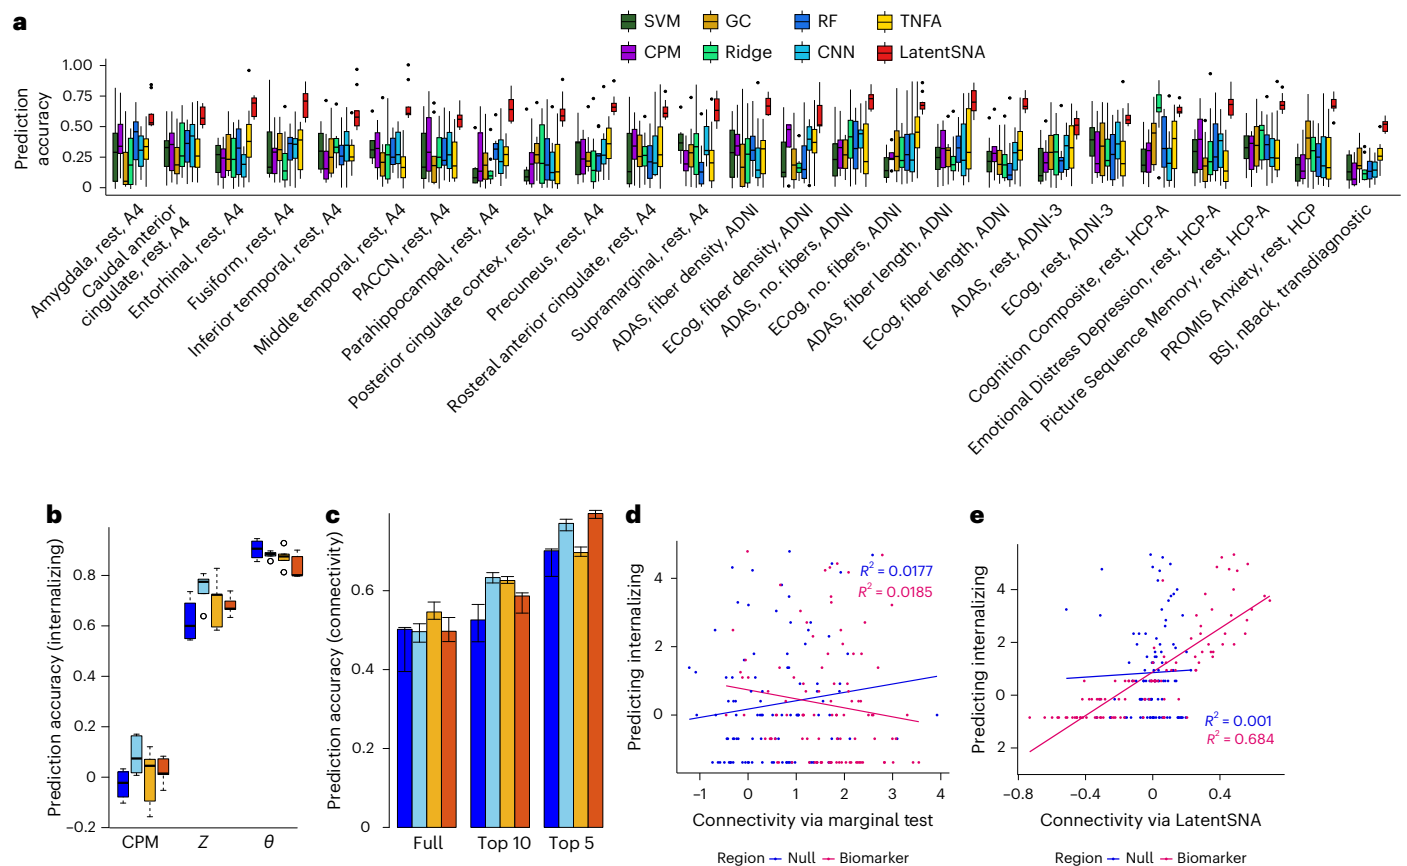 a
SVM GC RF TNFA
CPM Ridge CNN LatentSNA
Prediction accuracy
1.00
0.75
0.50
0.25
0
Amygdala, rest, A4
Caudal anterior cingulate, rest, A4
Entorhinal, rest, A4
Fusiform, rest, A4
Inferior temporal, rest, A4
Middle temporal, rest, A4
PACCN, rest, A4
Parahippocampal, rest, A4
Posterior cingulate cortex, rest, A4
Precuneus, rest, A4
Rosteral anterior cingulate, rest, A4
Supramarginal, rest, A4
ADAS, fiber density, ADNI
ECog, fiber density, ADNI
ADAS, no. fibers, ADNI
ECog, no. fibers, ADNI
ADAS, fiber length, ADNI
ECog, fiber length, ADNI
ADAS, rest, ADNI-3
ECog, rest, ADNI-3
Cognition Composite, rest, HCP-A
Emotional Distress Depression, rest, HCP-A
Picture Sequence Memory, rest, HCP-A
PROMIS Anxiety, rest, HCP
BSI, nBack, transdiagnostic
b
Prediction accuracy (internalizing)
0.8
0.6
0.4
0.2
0
−0.2
CPM Z θ
c
Prediction accuracy (connectivity)
0.6
0.4
0.2
0
Full Top 10 Top 5
d
Predicting internalizing
4
2
0
R² = 0.0177
R² = 0.0185
−1 0 1 2 3 4
Connectivity via marginal test
Region Null Biomarker
e
Predicting internalizing
4
2
0
2
R² = 0.001
R² = 0.684
−0.8 −0.4 0 0.4
Connectivity via LatentSNA
Region Null Biomarker